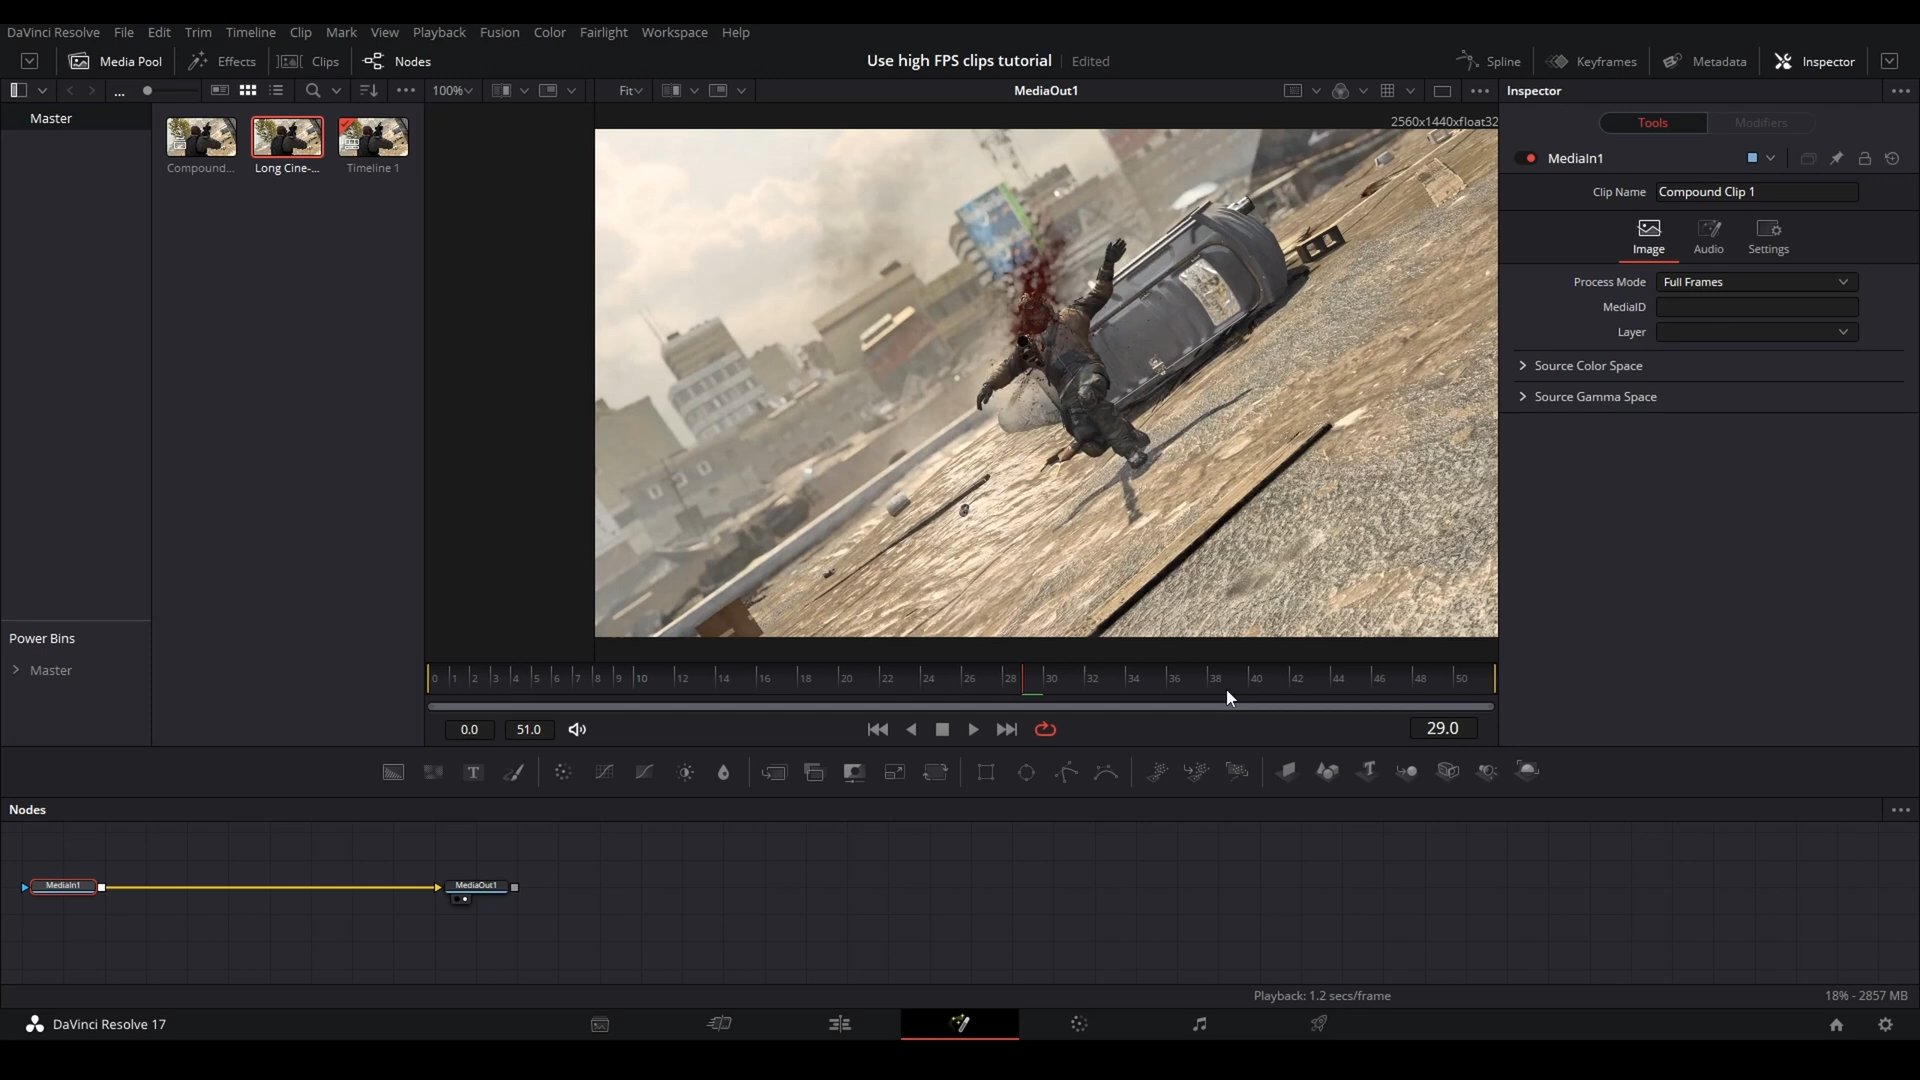 DaVinci Resolve File Edit Trim Timeline Clip Mark View Playback Fusion Color Fairlight Workspace Help
Media Pool Effects Clips Nodes Use high FPS clips tutorial Edited Spline Keyframes Metadata Inspector
... 100% Fit MediaOut1 Inspector
Master
2560x1440xfloat32
Tools Modifiers
Compound... Long Cine-... Timeline 1
MediaIn1
Clip Name Compound Clip 1
Image Audio Settings
Process Mode Full Frames
MediaID
Layer
Source Color Space
Source Gamma Space
Power Bins
Master
0 1 2 3 4 5 6 7 8 9 10 12 14 16 18 20 22 24 26 28 30 32 34 36 38 40 42 44 46 48 50
0.0 51.0 29.0
Nodes
MediaIn1 MediaOut1
Playback: 1.2 secs/frame 18% - 2857 MB
DaVinci Resolve 17